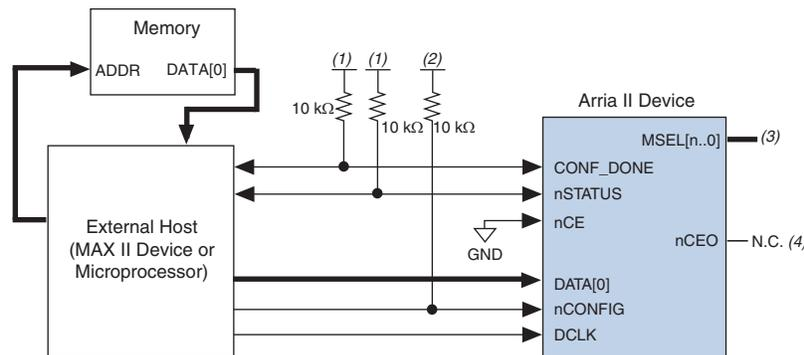 Memory
ADDR DATA[0]
(1) (1) (2)
10 kΩ 10 kΩ 10 kΩ
Arria II Device
MSEL[n..0] (3)
CONF_DONE
nSTATUS
nCE
GND
nCEO N.C. (4)
External Host
(MAX II Device or
Microprocessor)
DATA[0]
nCONFIG
DCLK